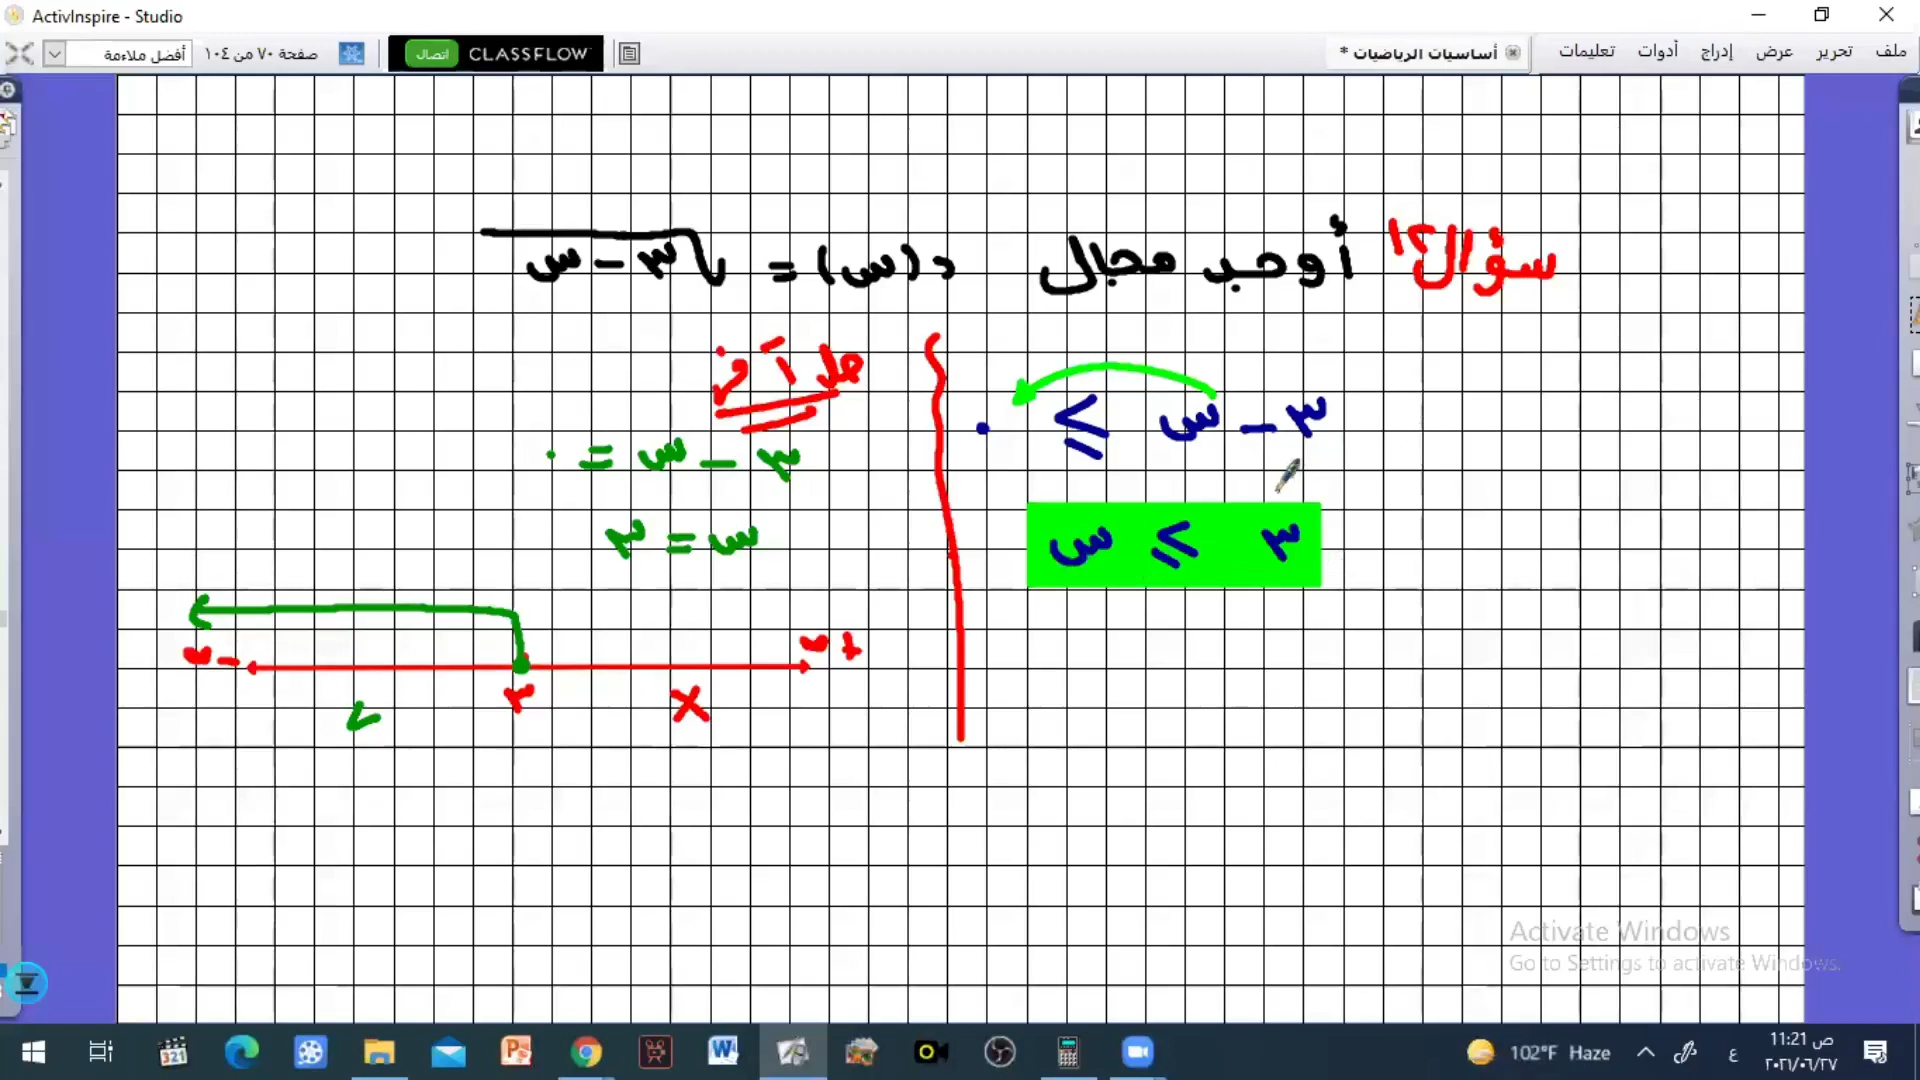 ActivInspire - Studio
ملف تحرير عرض إدراج أدوات تعليمات
أساسيات الرياضيات *
CLASSFLOW اتصال
صفحة ٧٠ من ١٠٤
أفضل ملاءمة
سؤال١٢ أوجد مجال د(س) = √٣ - س
٣ - س ≥ ٠
٣ ≥ س
حل آخر
٣ - س = ٠
س = ٣
+∞ -∞
٣
Activate Windows
Go to Settings to activate Windows.
102°F Haze
ع
11:21 ص
٢٠٢١/٠٦/٢٧